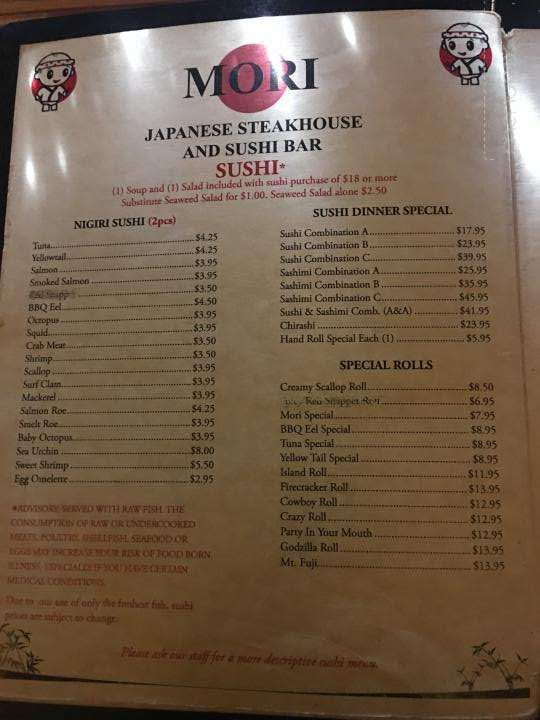 MORI
JAPANESE STEAKHOUSE
AND SUSHI BAR
SUSHI*
(1) Soup and (1) Salad included with sushi purchase of $18 or more
Substitute Seaweed Salad for $1.00. Seaweed Salad alone $2.50
NIGIRI SUSHI (2pcs)
Tuna $4.25
Yellowtail $4.25
Salmon $3.95
Smoked Salmon $3.95
Red Snapper $3.50
BBQ Eel $4.50
Octopus $3.95
Squid $3.95
Crab Meat $3.50
Shrimp $3.50
Scallop $3.95
Surf Clam $3.95
Mackerel $3.95
Salmon Roe $4.25
Smelt Roe $3.95
Baby Octopus $3.95
Sea Urchin $8.00
Sweet Shrimp $5.50
Egg Omelette $2.95
*ADVISORY: SERVED WITH RAW FISH. THE
CONSUMPTION OF RAW OR UNDERCOOKED
MEATS, POULTRY, SHELLFISH, SEAFOOD OR
EGGS MAY INCREASE YOUR RISK OF FOOD BORN
ILLNESS, ESPECIALLY IF YOU HAVE CERTAIN
MEDICAL CONDITIONS.
Due to our use of only the freshest fish, sushi
prices are subject to change.
SUSHI DINNER SPECIAL
Sushi Combination A $17.95
Sushi Combination B $23.95
Sushi Combination C $39.95
Sashimi Combination A $25.95
Sashimi Combination B $35.95
Sashimi Combination C $45.95
Sushi & Sashimi Comb. (A&A) $41.95
Chirashi $23.95
Hand Roll Special Each (1) $5.95
SPECIAL ROLLS
Creamy Scallop Roll $8.50
Red Snapper Roll $6.95
Mori Special $7.95
BBQ Eel Special $8.95
Tuna Special $8.95
Yellow Tail Special $8.95
Island Roll $11.95
Firecracker Roll $13.95
Cowboy Roll $12.95
Crazy Roll $12.95
Party In Your Mouth $12.95
Godzilla Roll $13.95
Mt. Fuji $13.95
Please ask our staff for a more descriptive sushi menu.